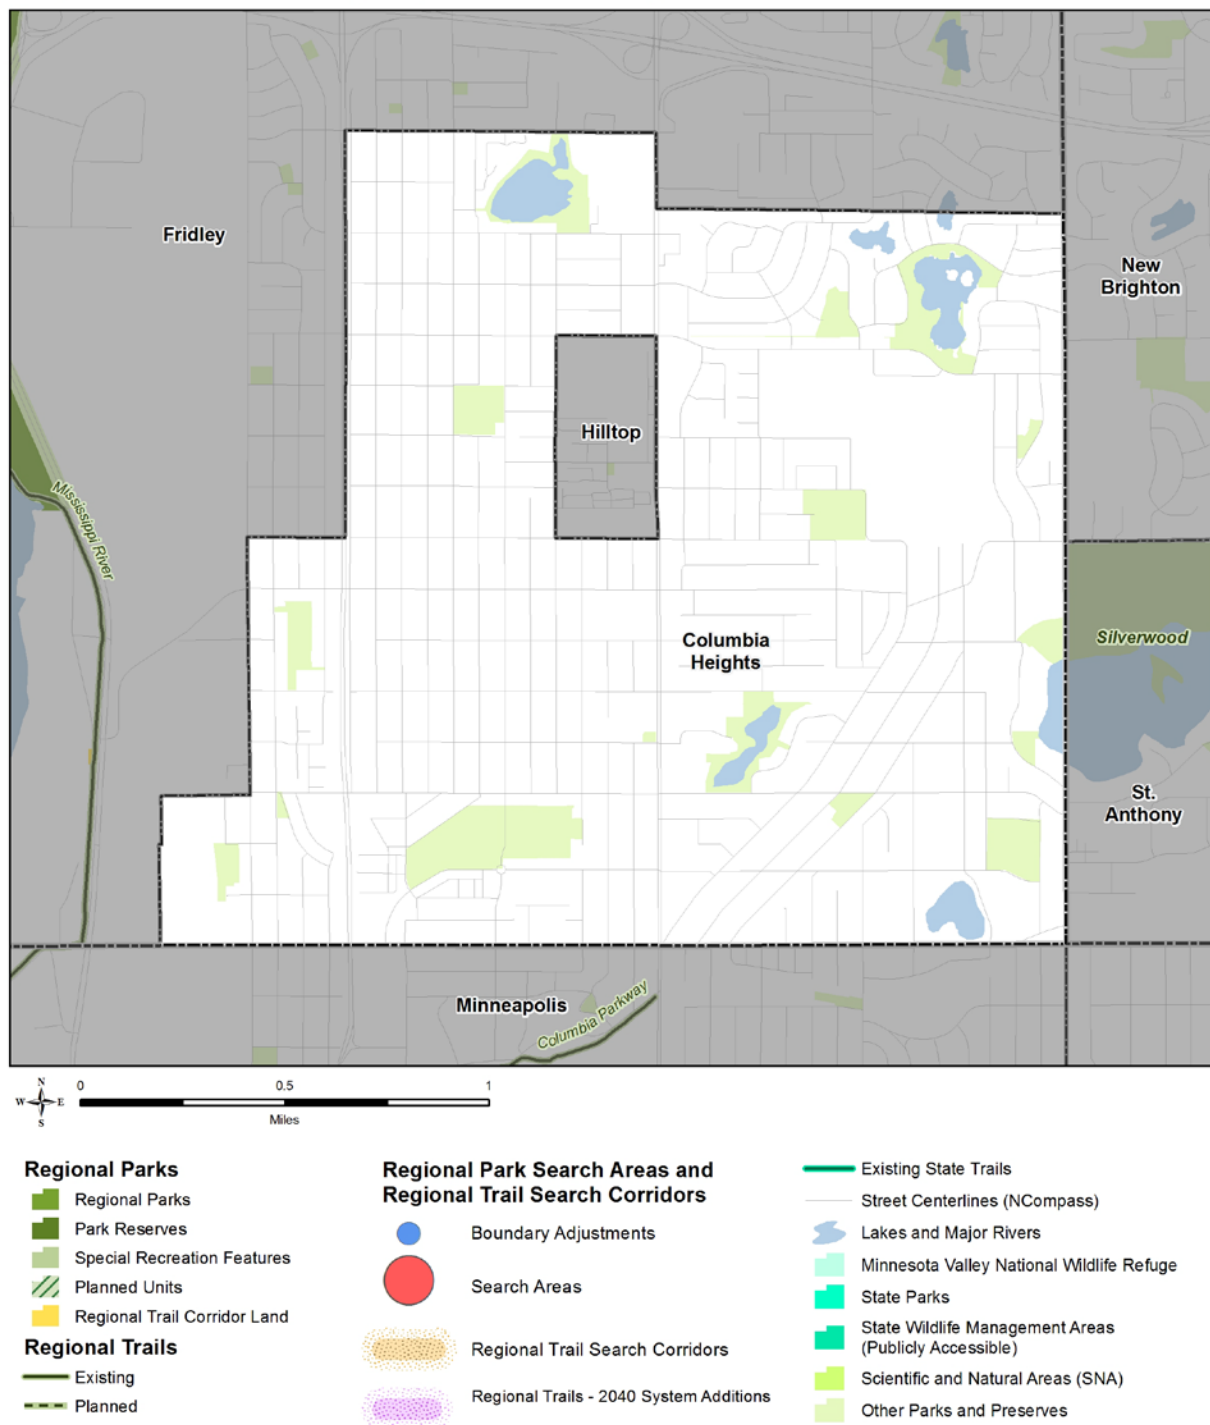 Fridley
New
Brighton
Hilltop
Mississippi River
Columbia
Heights
Silverwood
St.
Anthony
Minneapolis
Columbia Parkway
N
W
E
S
0
0.5
1
Miles
Regional Parks
Regional Parks
Park Reserves
Special Recreation Features
Planned Units
Regional Trail Corridor Land
Regional Trails
Existing
Planned
Regional Park Search Areas and
Regional Trail Search Corridors
Boundary Adjustments
Search Areas
Regional Trail Search Corridors
Regional Trails - 2040 System Additions
Existing State Trails
Street Centerlines (NCompass)
Lakes and Major Rivers
Minnesota Valley National Wildlife Refuge
State Parks
State Wildlife Management Areas
(Publicly Accessible)
Scientific and Natural Areas (SNA)
Other Parks and Preserves